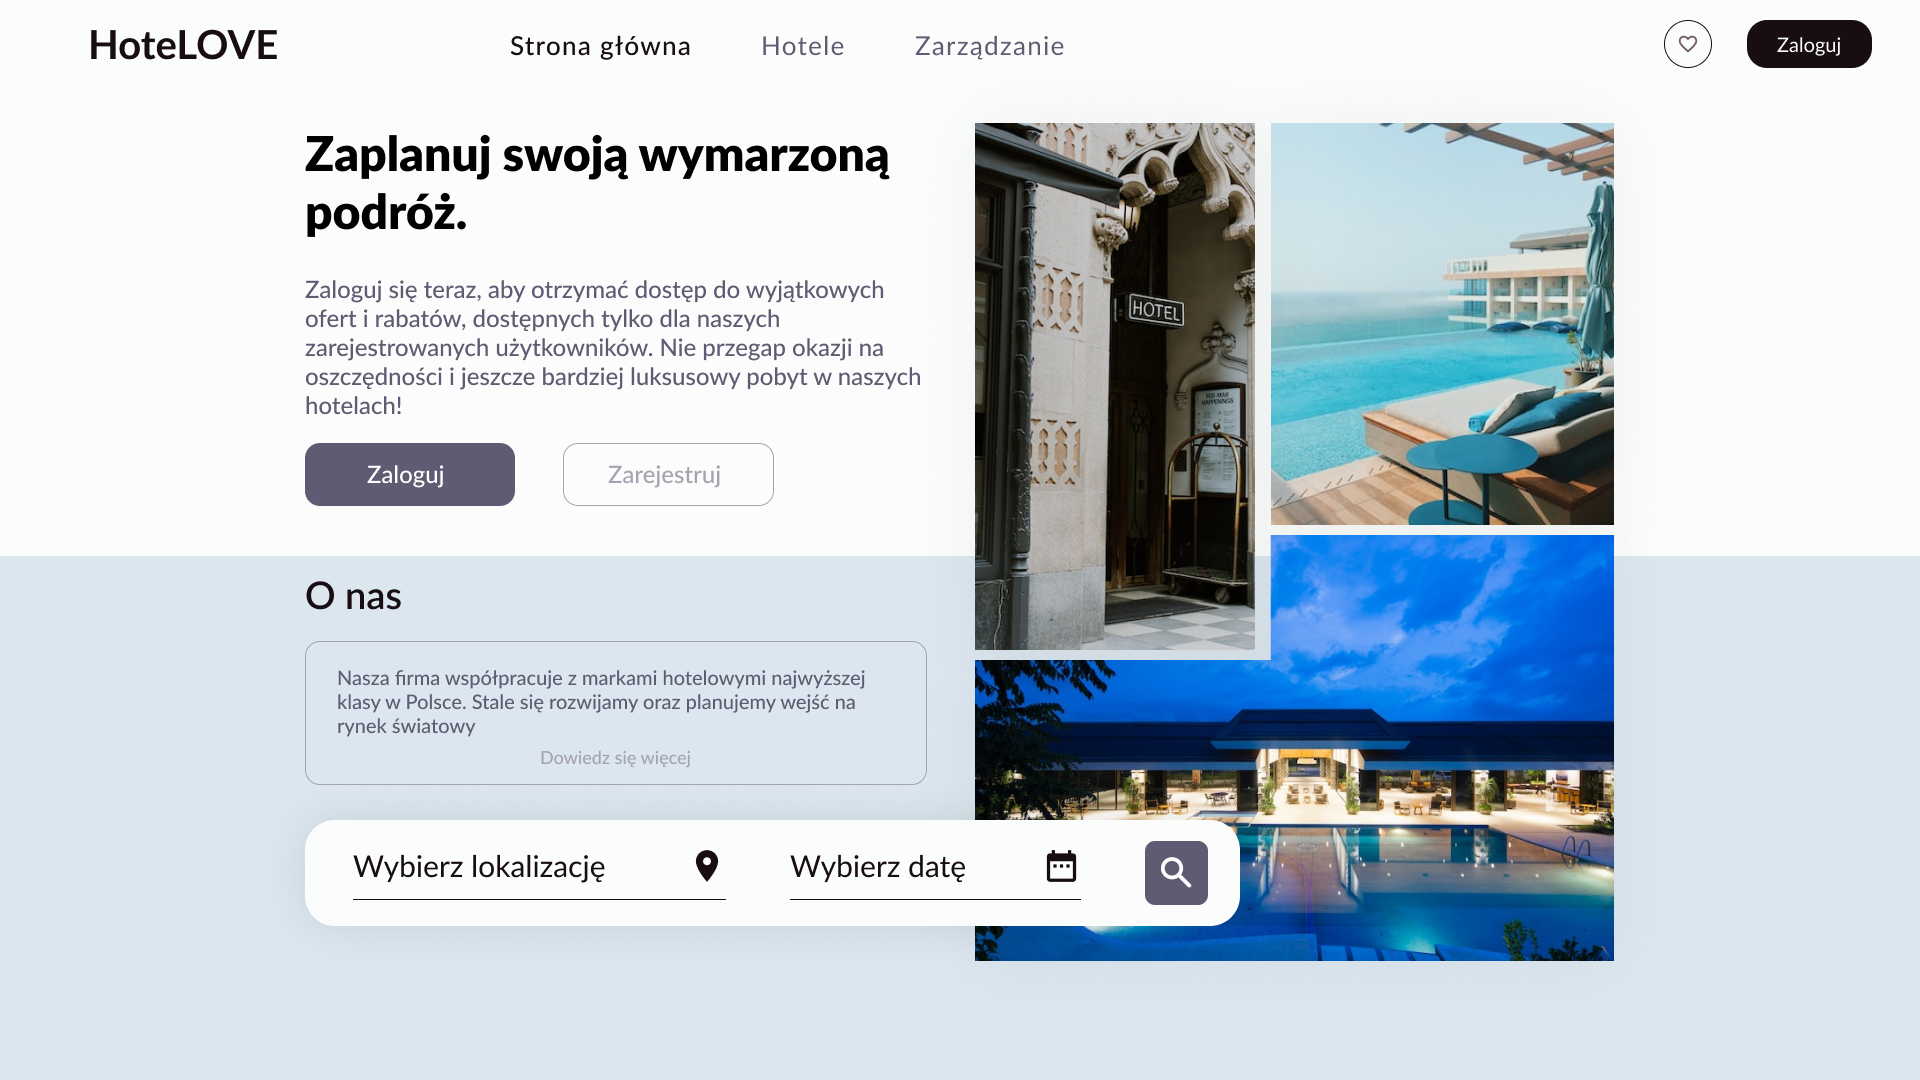 HoteLOVE
Strona główna
Hotele
Zarządzanie
Zaloguj
Zaplanuj swoją wymarzoną
podróż.
Zaloguj się teraz, aby otrzymać dostęp do wyjątkowych
ofert i rabatów, dostępnych tylko dla naszych
zarejestrowanych użytkowników. Nie przegap okazji na
oszczędności i jeszcze bardziej luksusowy pobyt w naszych
hotelach!
Zaloguj
Zarejestruj
HOTEL
FEB-MAR
HAPPENINGS
O nas
Nasza firma współpracuje z markami hotelowymi najwyższej
klasy w Polsce. Stale się rozwijamy oraz planujemy wejść na
rynek światowy
Dowiedz się więcej
Wybierz lokalizację
Wybierz datę